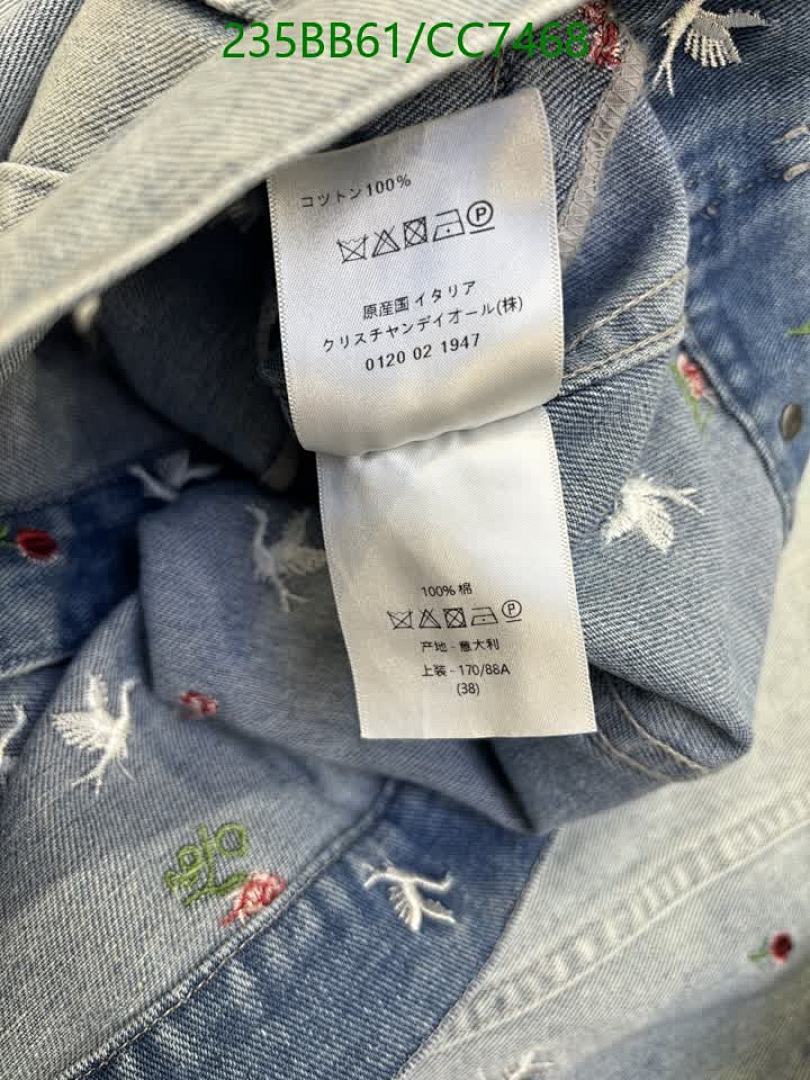 235BB61/CC7468
コットン100%
P
原産国 イタリア
クリスチャンディオール(株)
0120 02 1947
100% 棉
P
产地 - 意大利
上装 - 170/88A
(38)